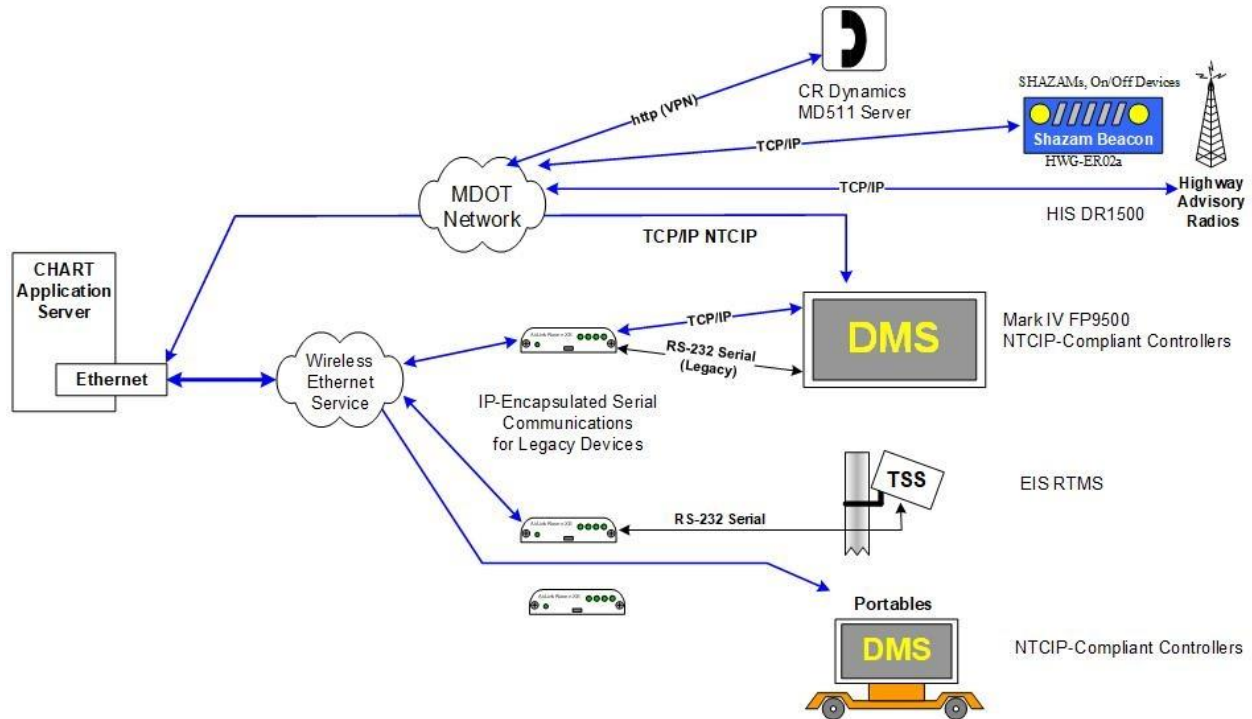 CR Dynamics
MD511 Server
http (VPN)
SHAZAMs, On/Off Devices
Shazam Beacon
HWG-ER02a
TCP/IP
MDOT
Network
TCP/IP
HIS DR1500
Highway
Advisory
Radios
TCP/IP NTCIP
CHART
Application
Server
Ethernet
Wireless
Ethernet
Service
TCP/IP
RS-232 Serial
(Legacy)
DMS
Mark IV FP9500
NTCIP-Compliant Controllers
IP-Encapsulated Serial
Communications
for Legacy Devices
TSS
EIS RTMS
RS-232 Serial
Portables
DMS
NTCIP-Compliant Controllers